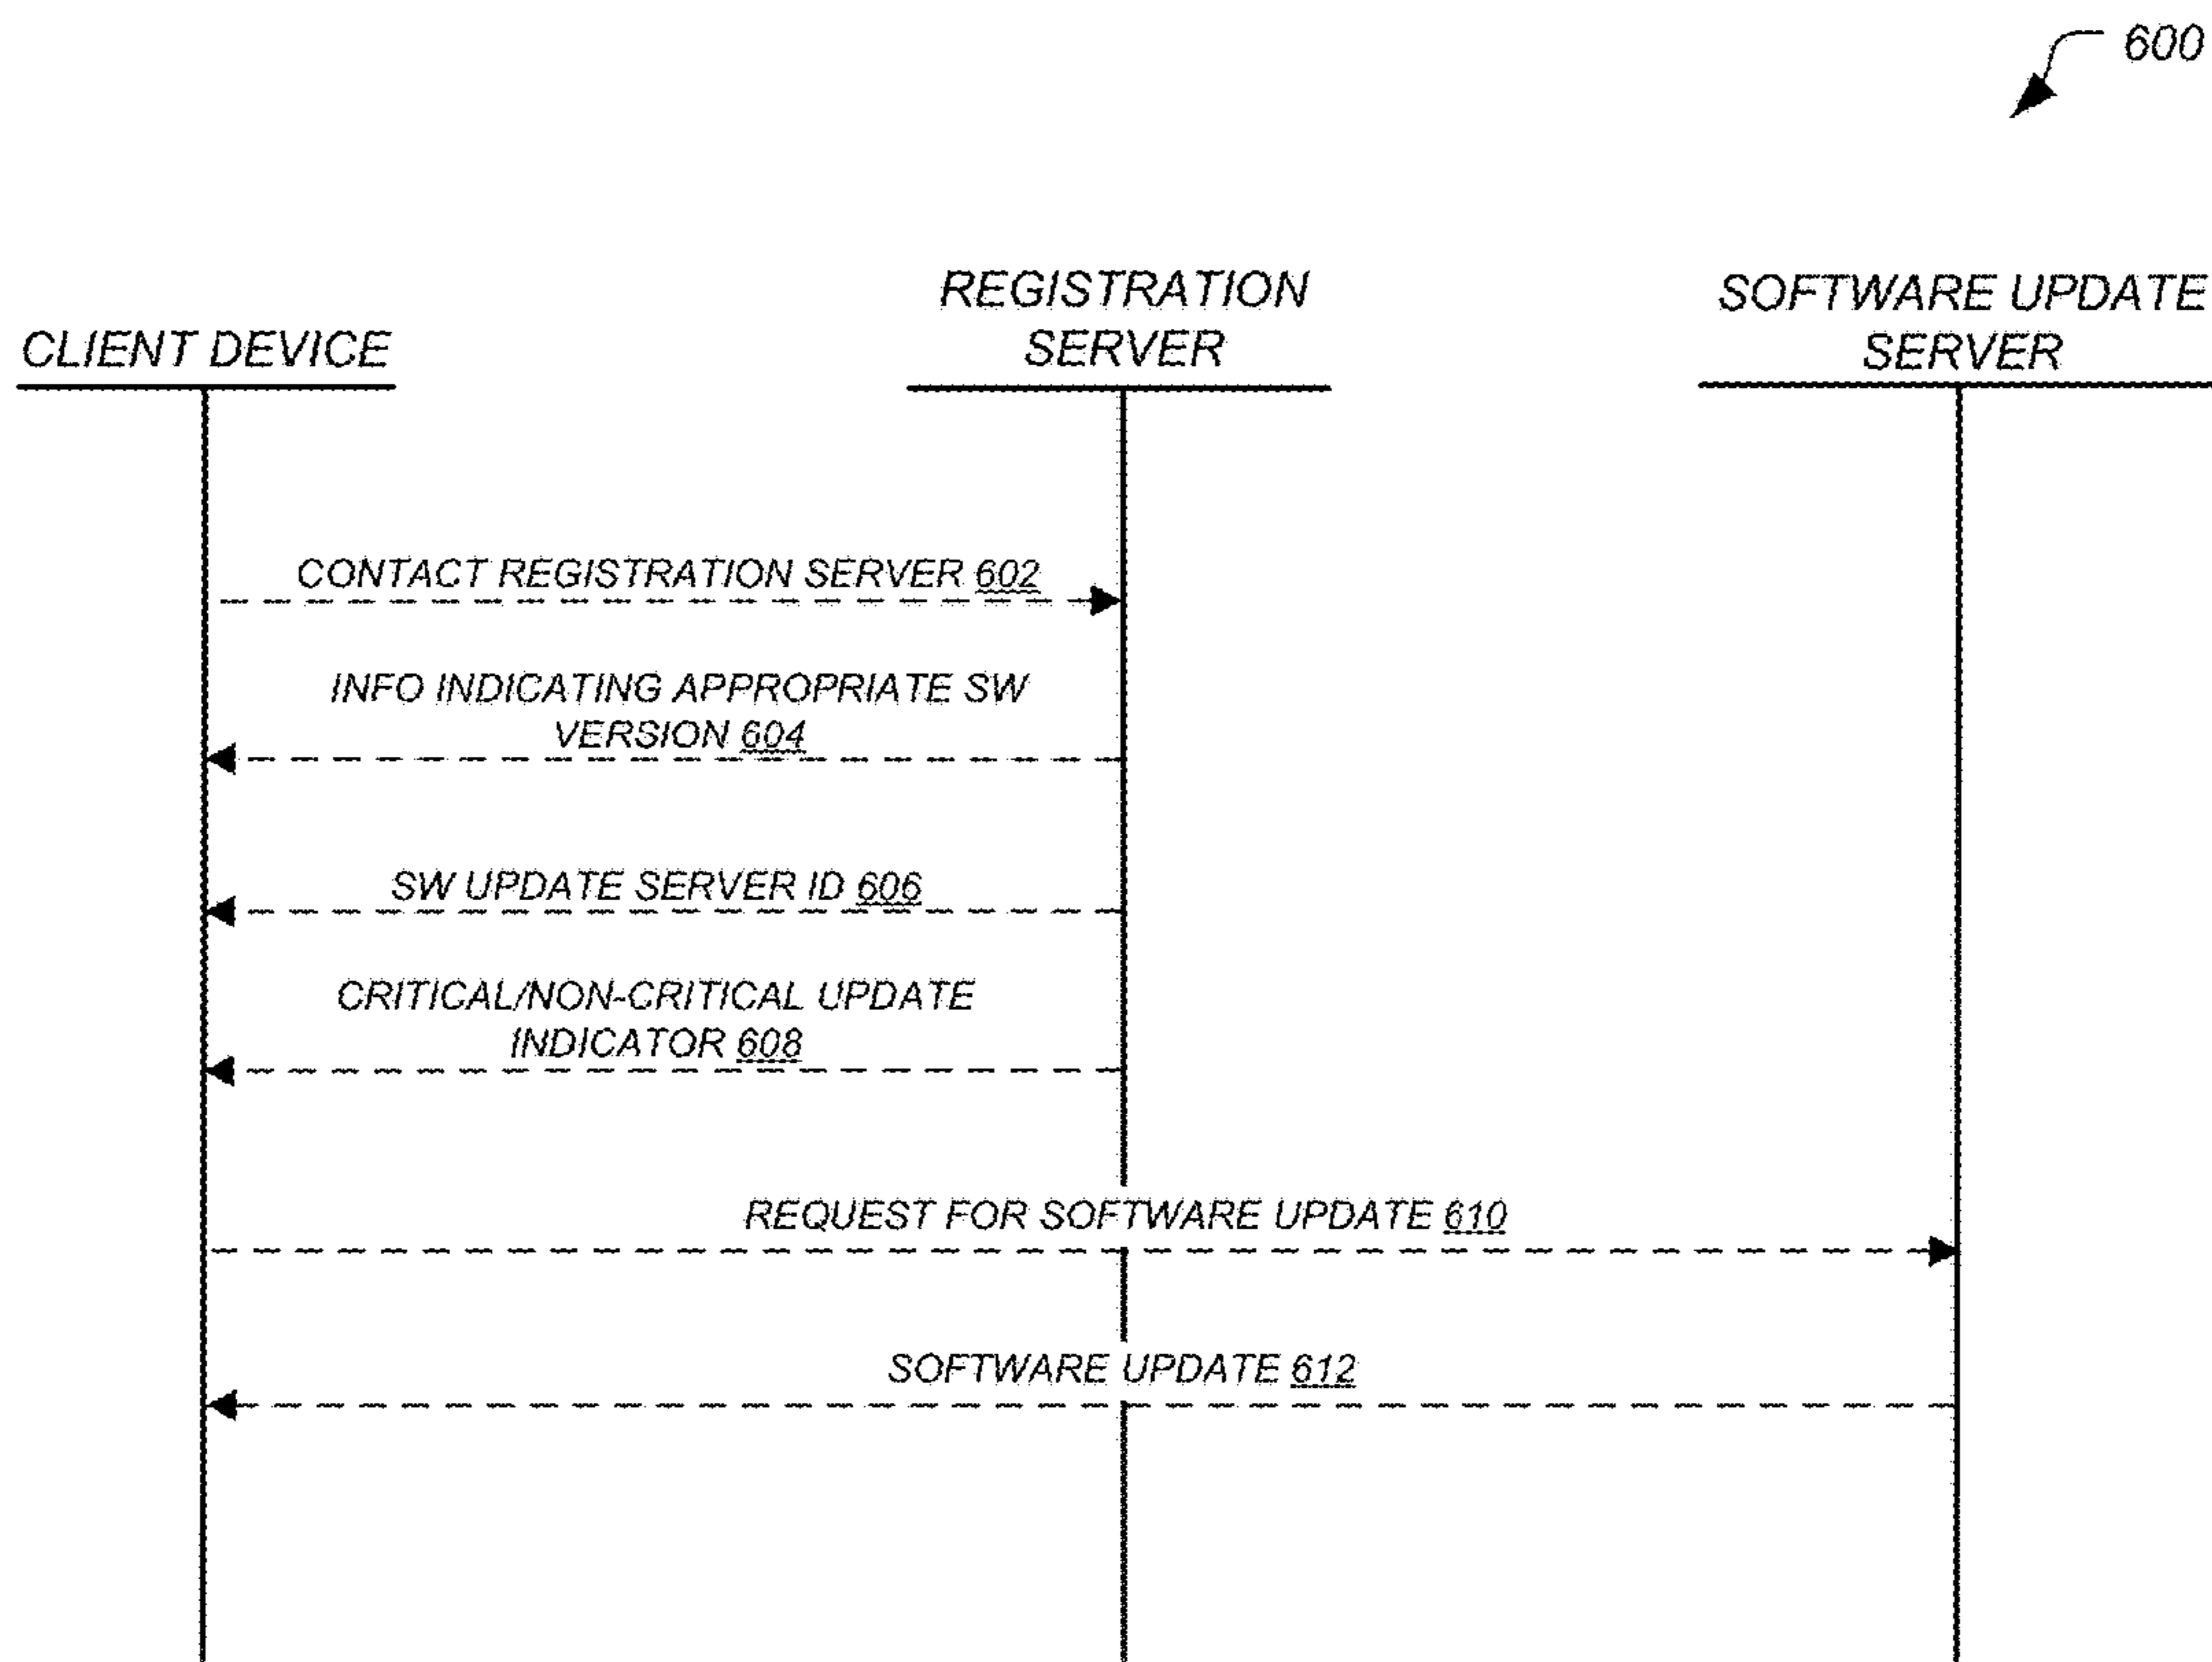 600
CLIENT DEVICE
REGISTRATION
SERVER
SOFTWARE UPDATE
SERVER
CONTACT REGISTRATION SERVER 602
INFO INDICATING APPROPRIATE SW
VERSION 604
SW UPDATE SERVER ID 606
CRITICAL/NON-CRITICAL UPDATE
INDICATOR 608
REQUEST FOR SOFTWARE UPDATE 610
SOFTWARE UPDATE 612